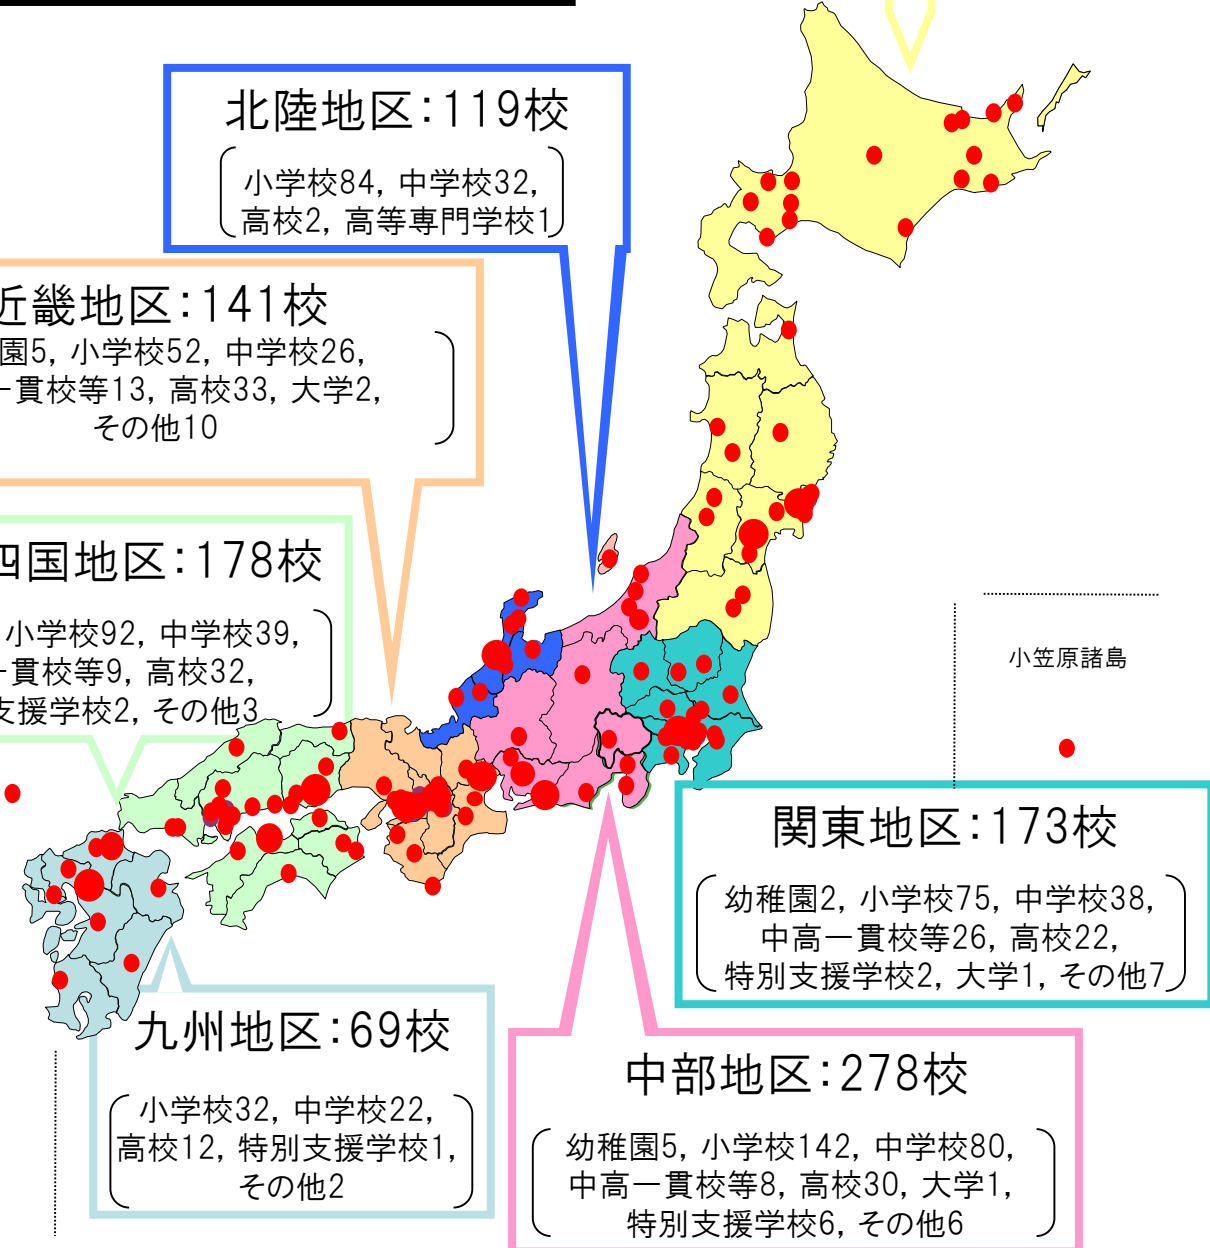 北陸地区：119校
小学校84，中学校32，
高校2，高等専門学校1
近畿地区：141校
園5，小学校52，中学校26，
一貫校等13，高校33，大学2，
その他10
四国地区：178校
小学校92，中学校39，
一貫校等9，高校32，
支援学校2，その他3
小笠原諸島
関東地区：173校
幼稚園2，小学校75，中学校38，
中高一貫校等26，高校22，
特別支援学校2，大学1，その他7
九州地区：69校
小学校32，中学校22，
高校12，特別支援学校1，
その他2
中部地区：278校
幼稚園5，小学校142，中学校80，
中高一貫校等8，高校30，大学1，
特別支援学校6，その他6